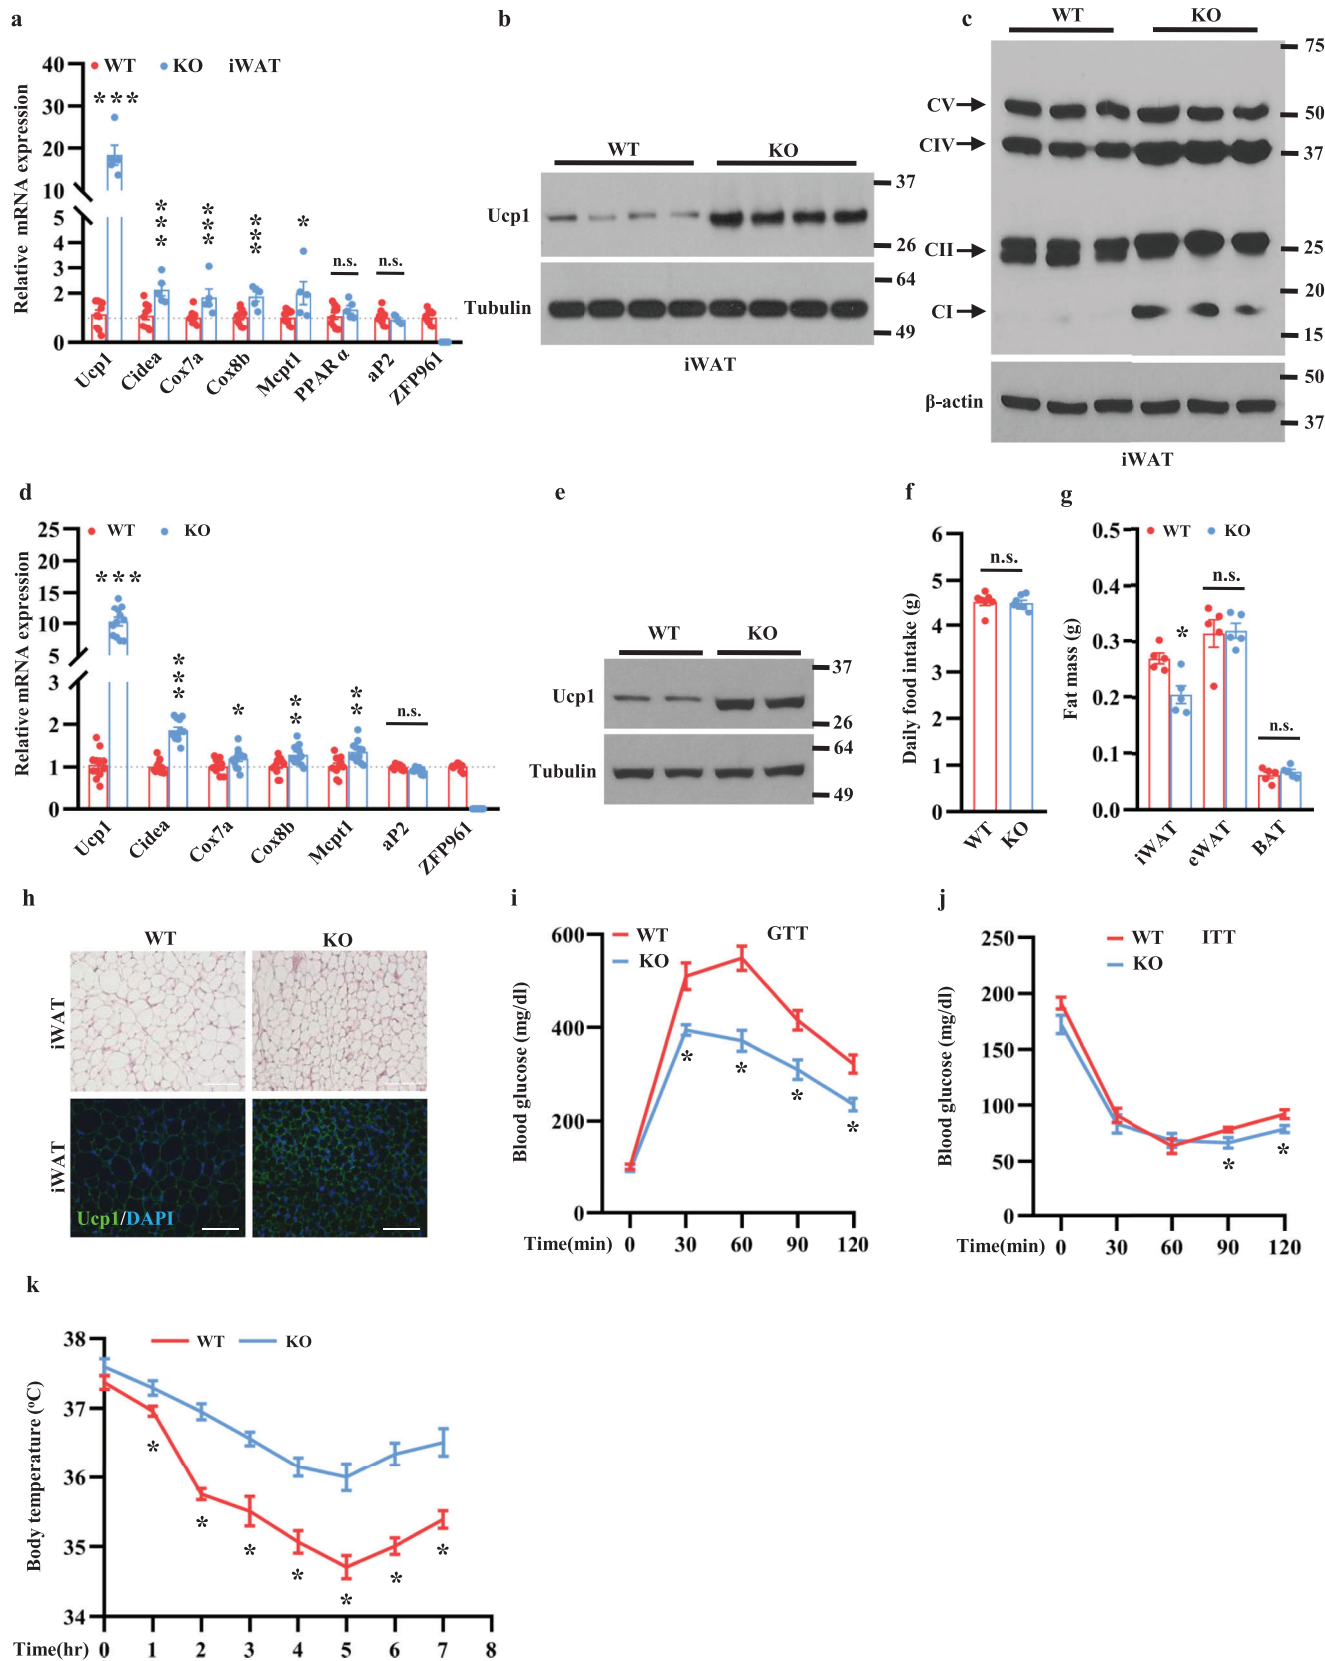 a
WT KO iWAT
***
*** *** *** * n.s. n.s.
Relative mRNA expression
40
30
20
10
5
4
3
2
1
0
Ucp1 Cidea Cox7a Cox8b Mcpt1 PPAR α aP2 ZFP961
b
WT KO
Ucp1
37
26
Tubulin
64
49
iWAT
c
WT KO
CV
CIV
CII
CI
75
50
37
25
20
15
β-actin
50
37
iWAT
d
WT KO
***
*** * ** ** n.s.
Relative mRNA expression
25
20
15
10
5
3
2
1
0
Ucp1 Cidea Cox7a Cox8b Mcpt1 aP2 ZFP961
e
WT KO
Ucp1
37
26
Tubulin
64
49
f
n.s.
Daily food intake (g)
6
5
4
3
2
1
0
WT KO
g
WT KO
* n.s. n.s.
Fat mass (g)
0.5
0.4
0.3
0.2
0.1
0.0
iWAT eWAT BAT
h
WT KO
iWAT
iWAT
Ucp1/DAPI
i
WT GTT
KO
Blood glucose (mg/dl)
600
400
200
0
* * * *
Time(min) 0 30 60 90 120
j
WT ITT
KO
Blood glucose (mg/dl)
250
200
150
100
50
0
* *
Time(min) 0 30 60 90 120
k
WT KO
Body temperature (°C)
38
37
36
35
34
* * * * * * *
Time(hr) 0 1 2 3 4 5 6 7 8